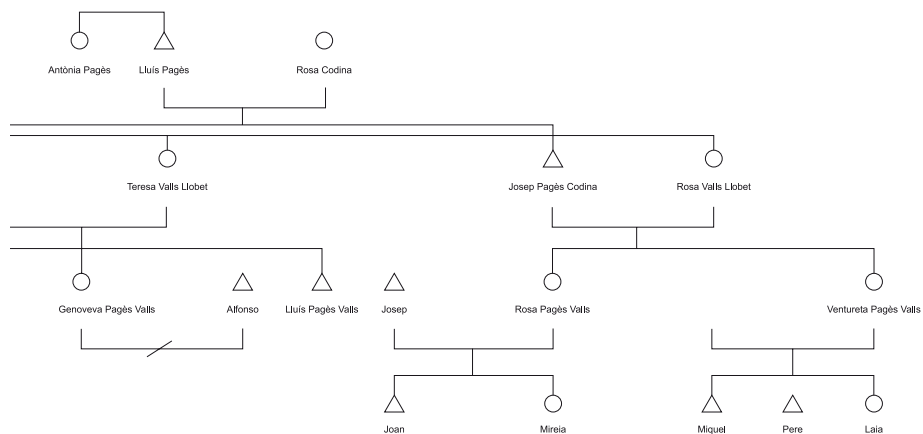 Antònia Pagès
Lluís Pagès
Rosa Codina
Teresa Valls Llobet
Josep Pagès Codina
Rosa Valls Llobet
Genoveva Pagès Valls
Alfonso
Lluís Pagès Valls
Josep
Rosa Pagès Valls
Ventureta Pagès Valls
Joan
Mireia
Miquel
Pere
Laia